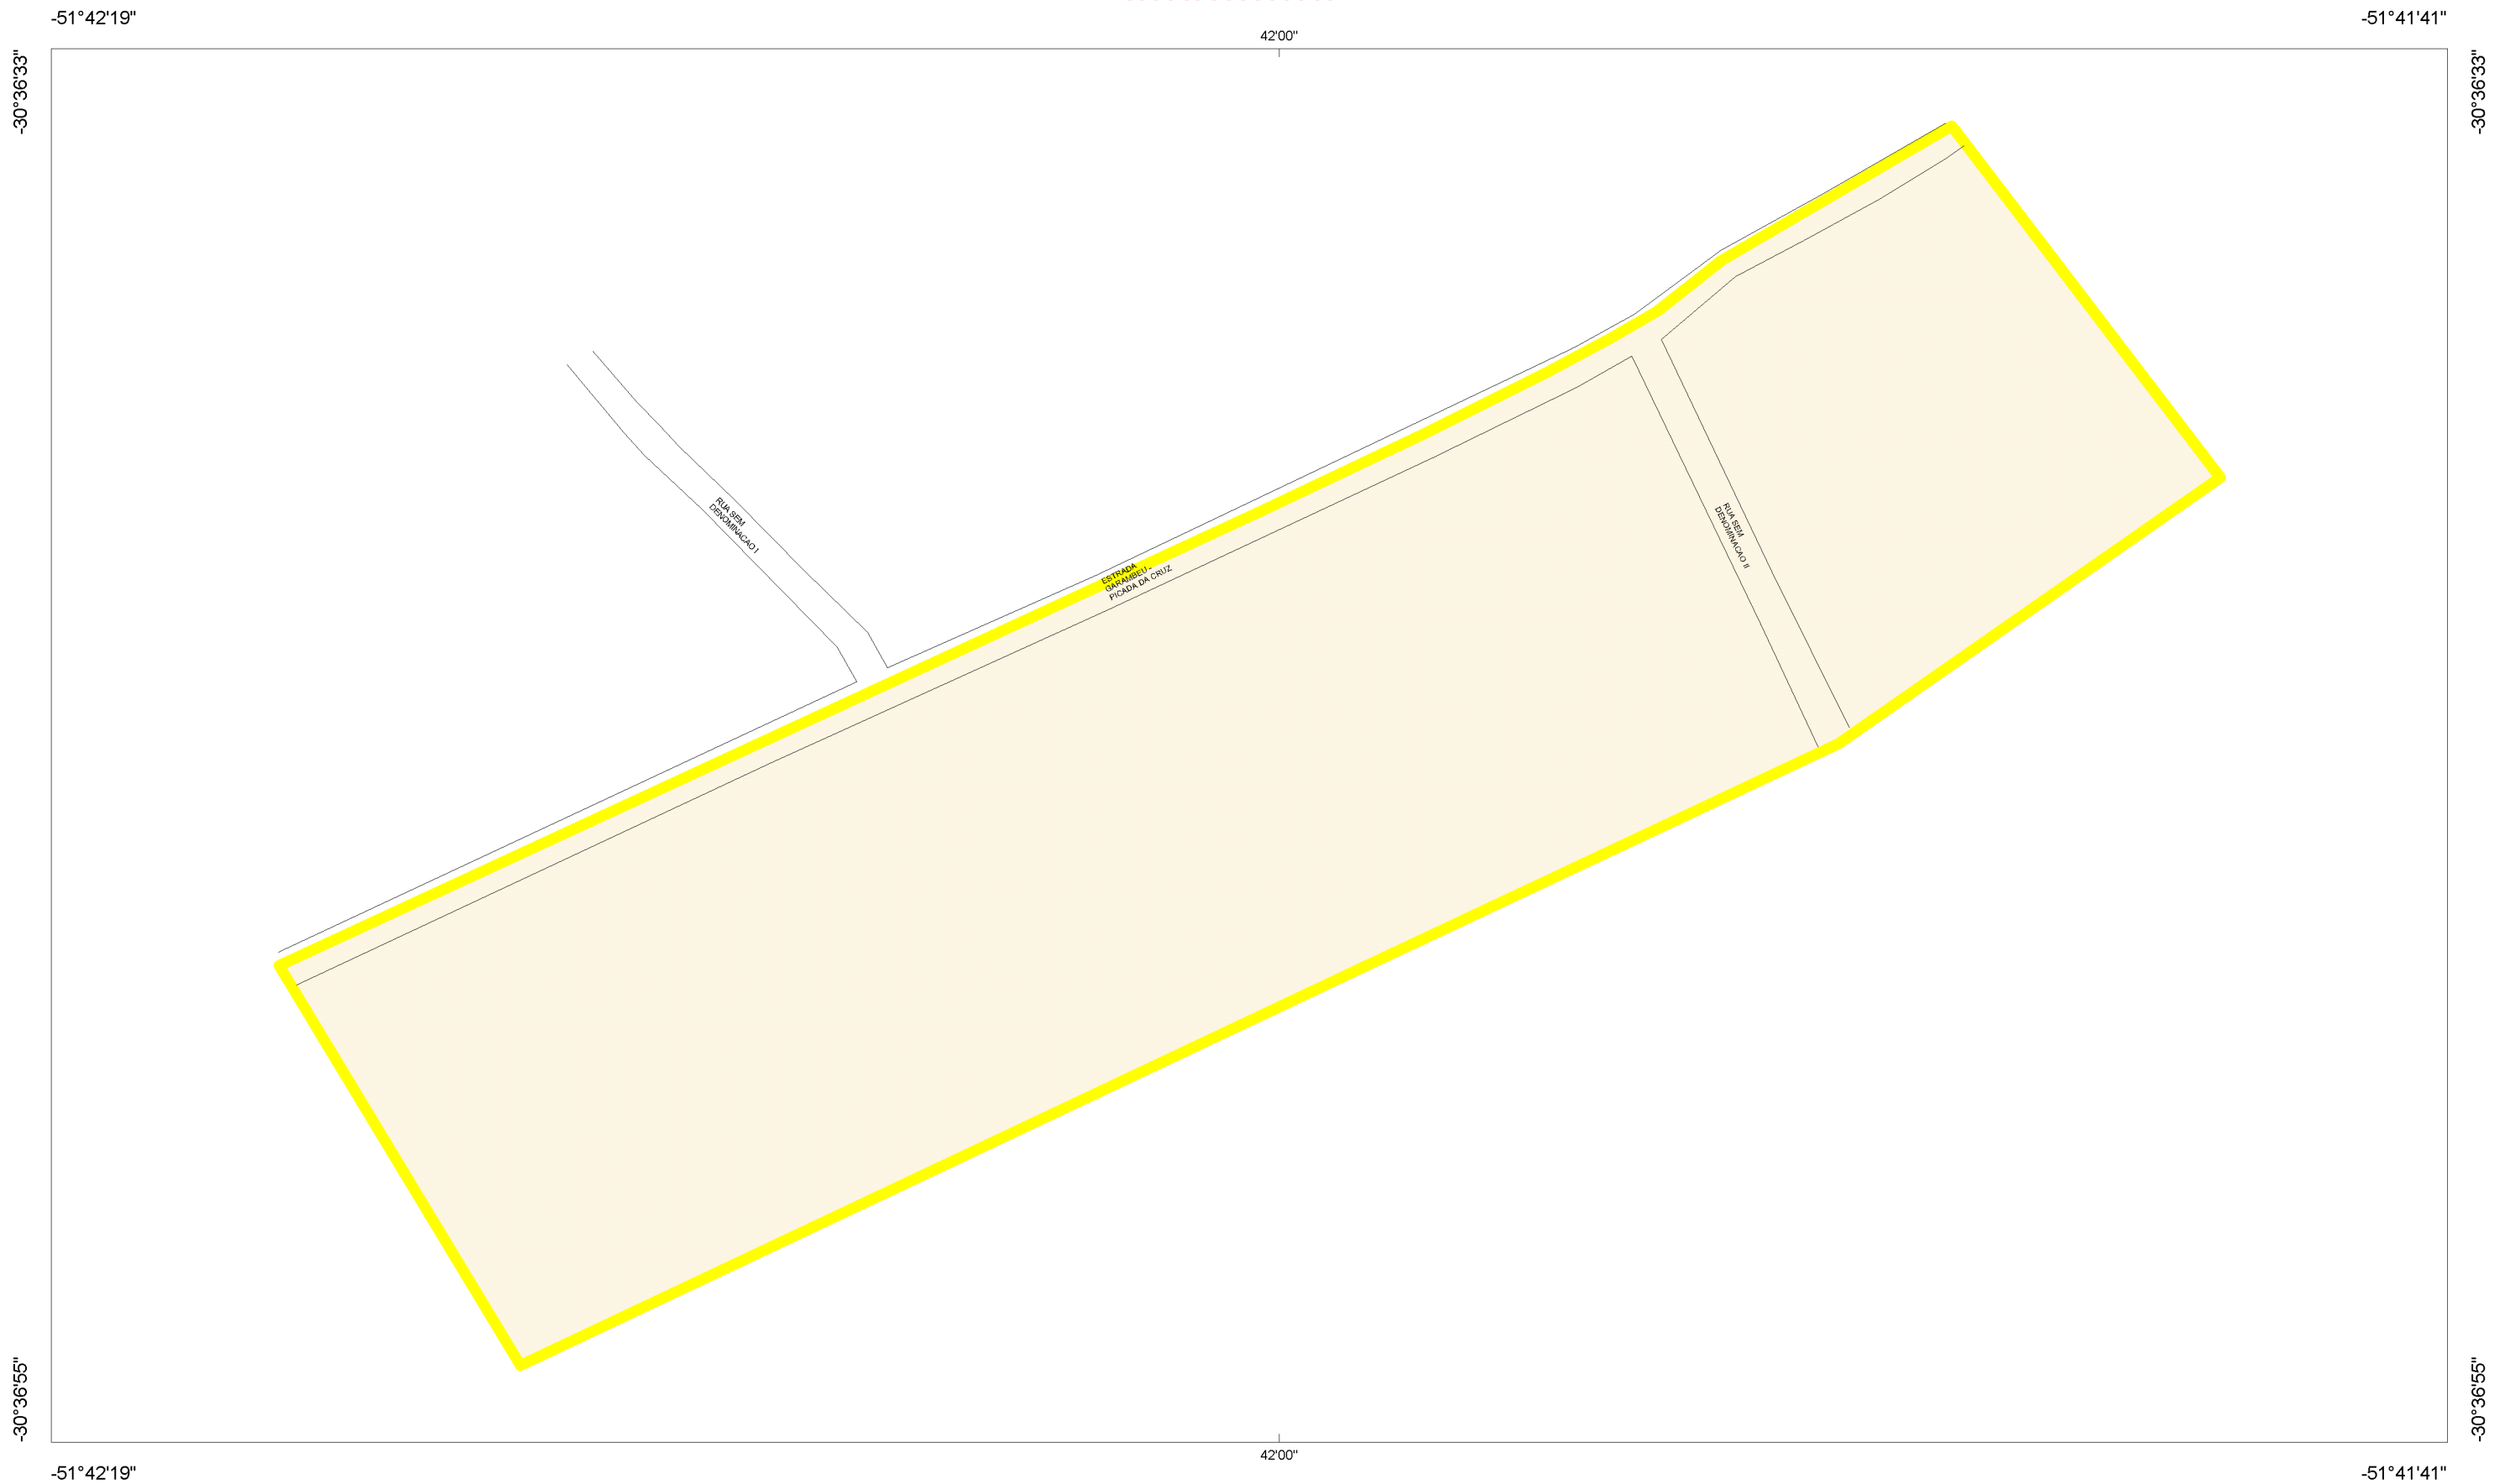 -51°42'19"
-51°41'41"
42'00"
-30°36'33"
-30°36'33"
RUA SEM
DENOMINACAO I
RUA SEM
DENOMINACAO II
ESTRADA
GARAMBEU -
PICADA DA CRUZ
-30°36'55"
-30°36'55"
42'00"
-51°42'19"
-51°41'41"